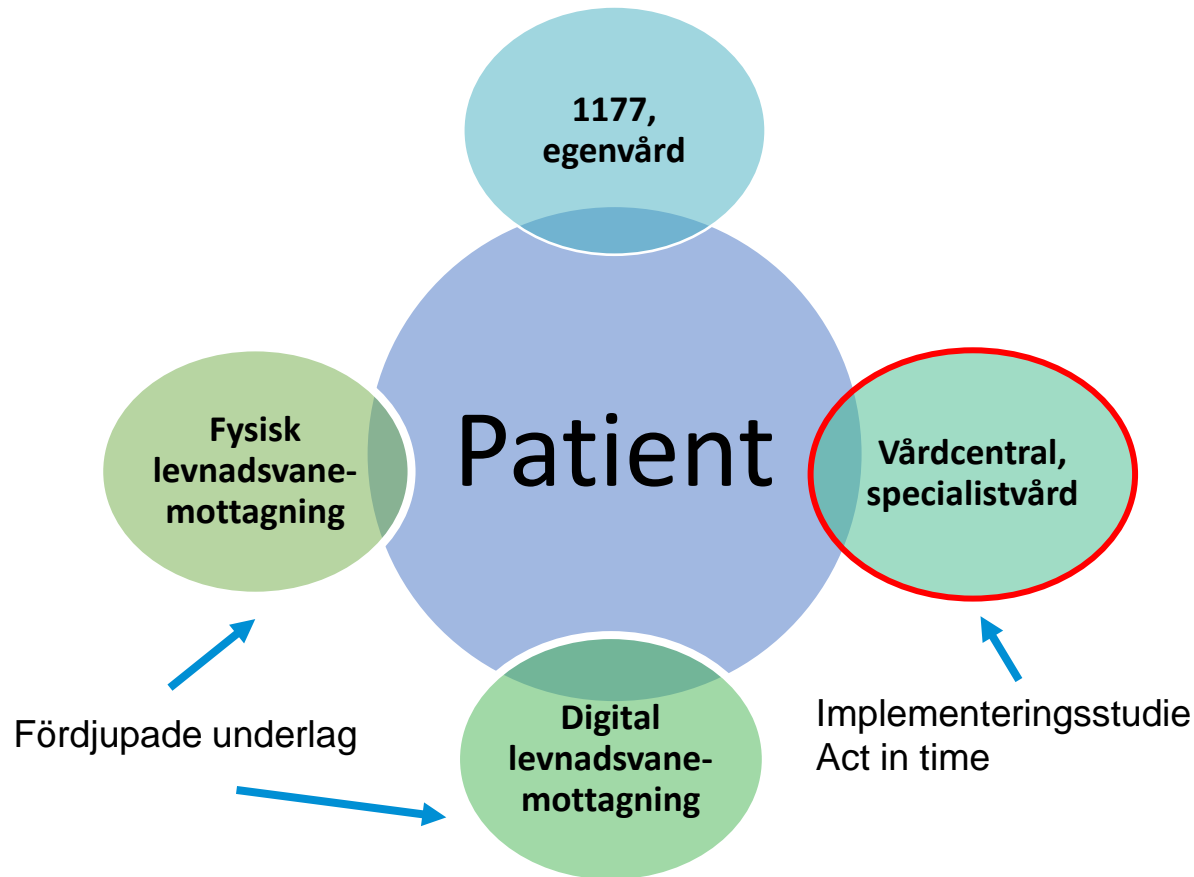 1177,
egenvård
Fysisk
levnadsvane-
mottagning
Patient
Vårdcentral,
specialistvård
Fördjupade underlag
Digital
levnadsvane-
mottagning
Implementeringsstudie
Act in time